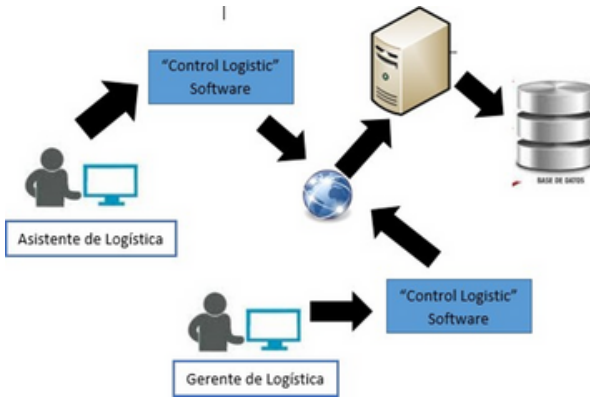 “Control Logistic”
Software
BASE DE DATOS
Asistente de Logística
“Control Logistic”
Software
Gerente de Logística